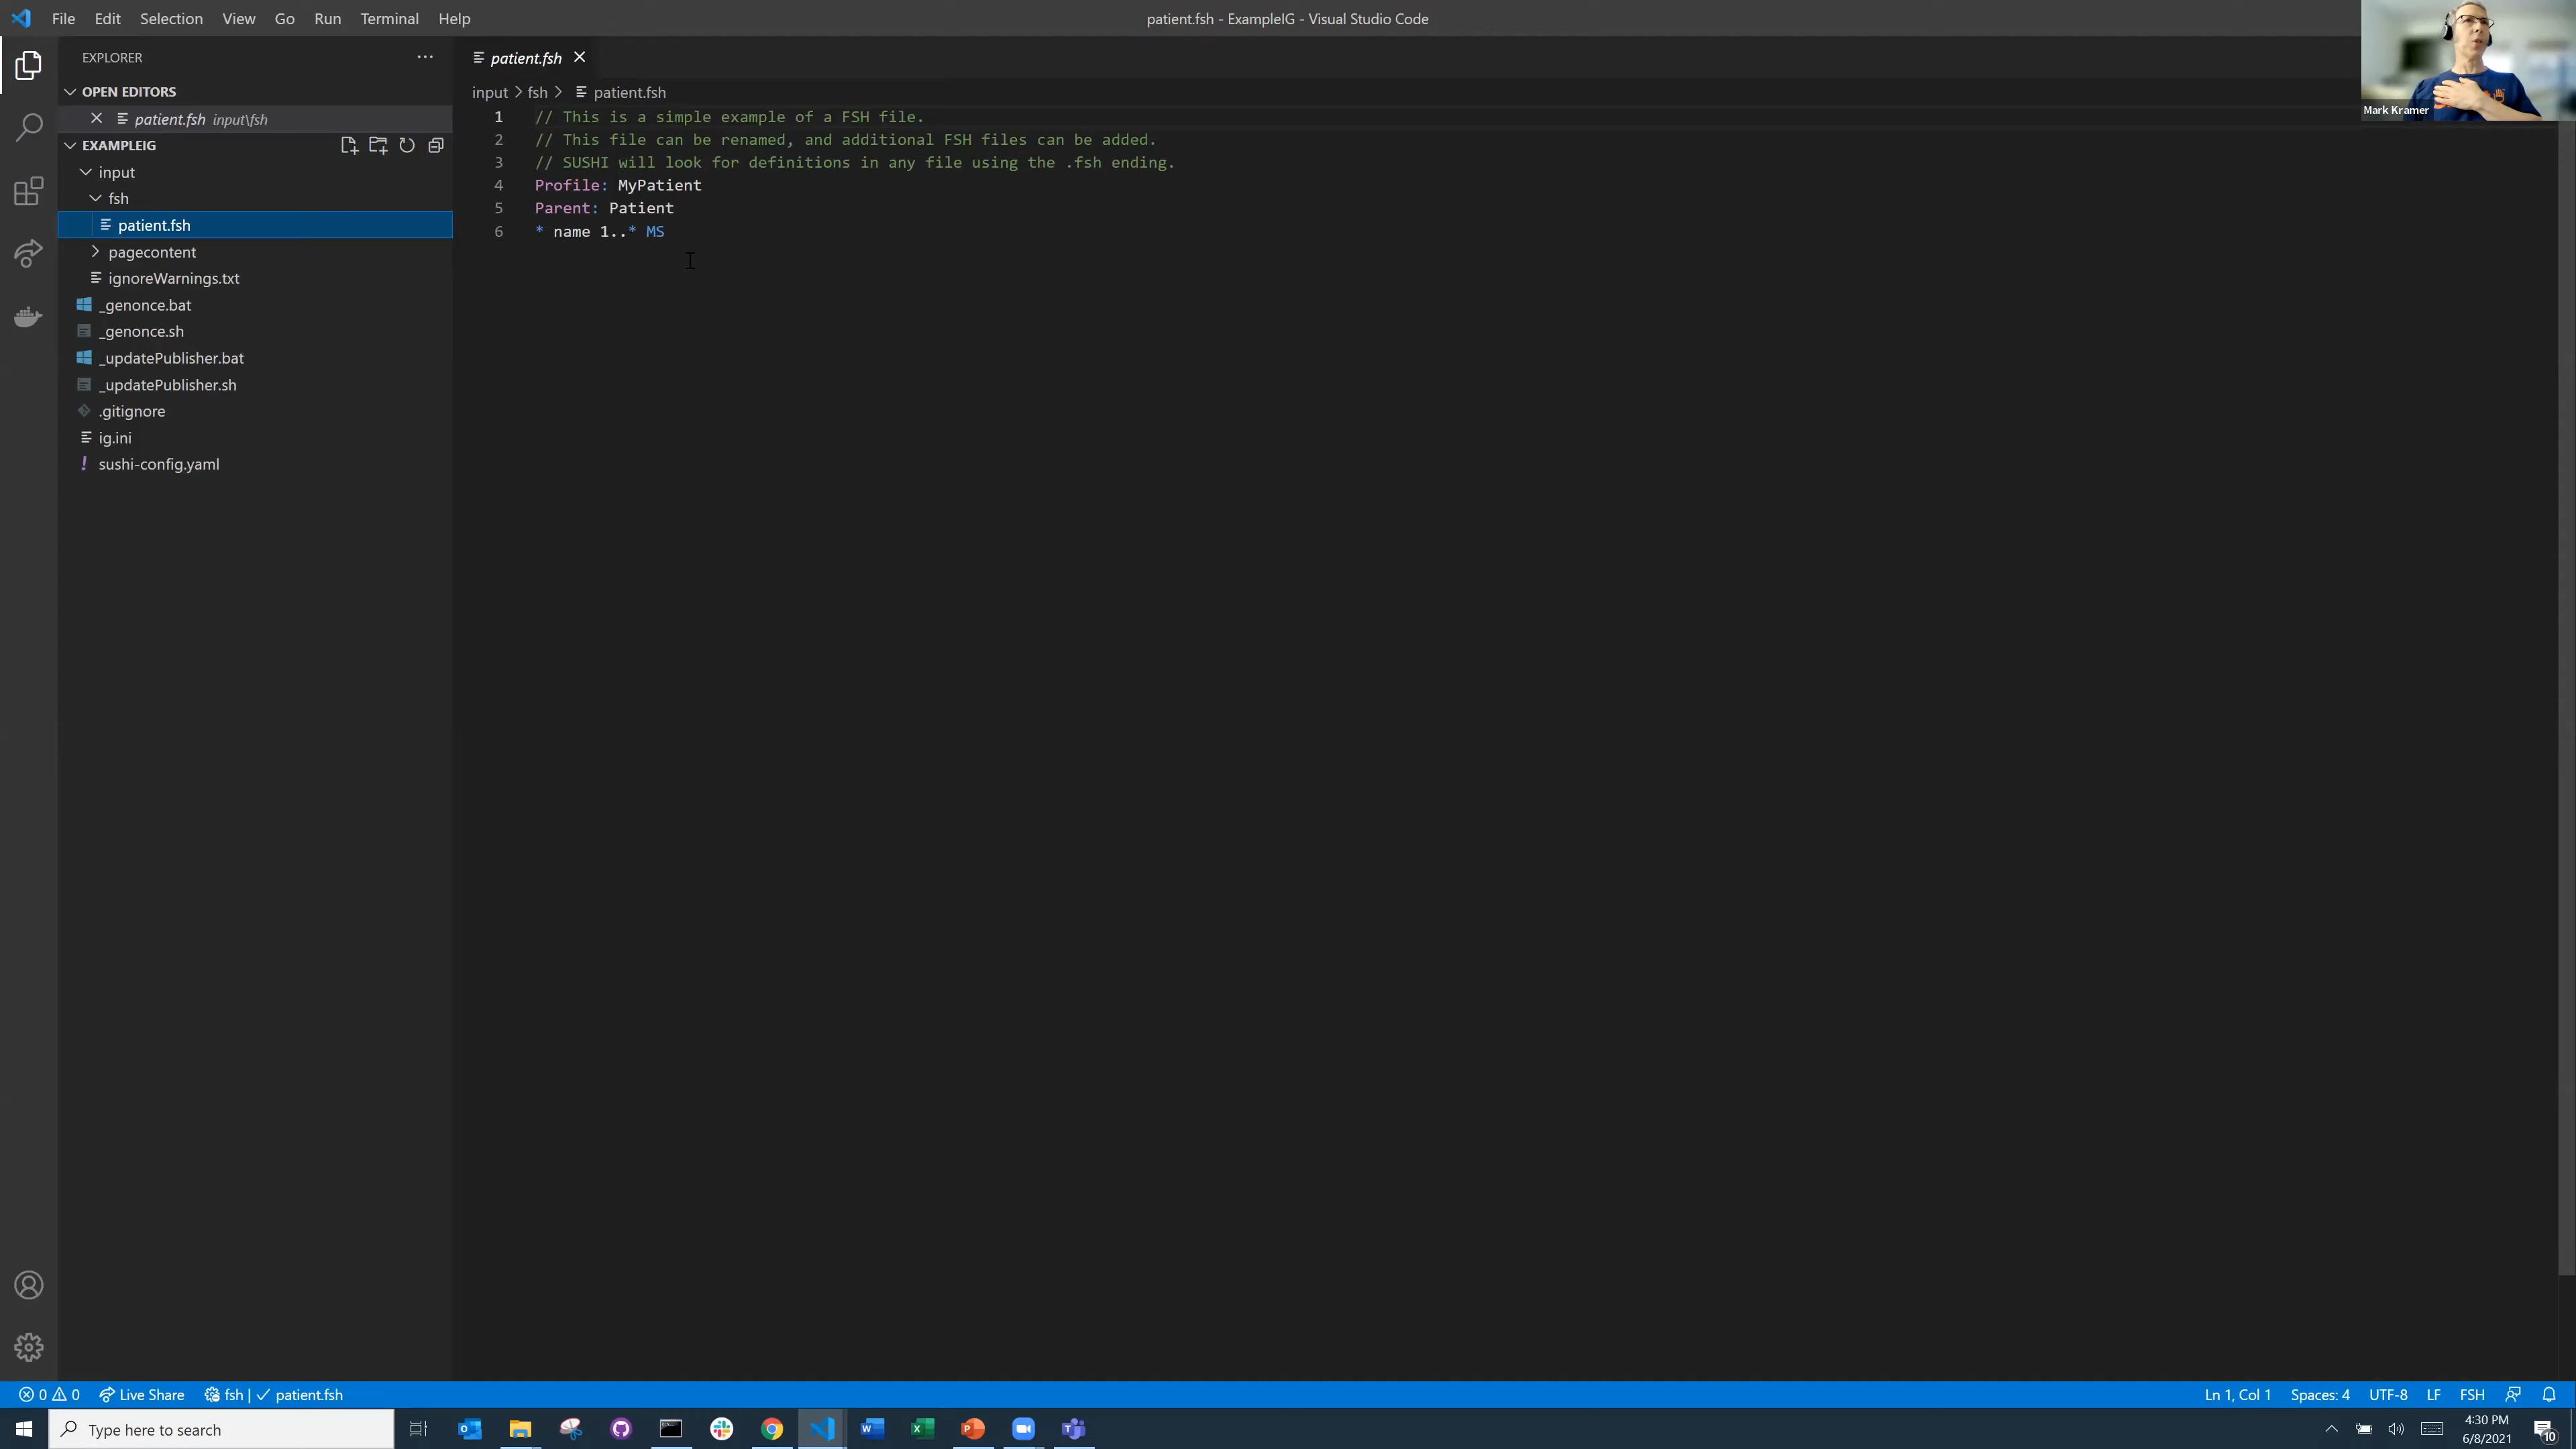 File Edit Selection View Go Run Terminal Help
patient.fsh - ExampleIG - Visual Studio Code
Mark Kramer
EXPLORER
OPEN EDITORS
patient.fsh input\fsh
EXAMPLEIG
input
fsh
patient.fsh
pagecontent
ignoreWarnings.txt
_genonce.bat
_genonce.sh
_updatePublisher.bat
_updatePublisher.sh
.gitignore
ig.ini
sushi-config.yaml
patient.fsh
input > fsh > patient.fsh
1 // This is a simple example of a FSH file.
2 // This file can be renamed, and additional FSH files can be added.
3 // SUSHI will look for definitions in any file using the .fsh ending.
4 Profile: MyPatient
5 Parent: Patient
6 * name 1..* MS
0 0 Live Share fsh | patient.fsh
Ln 1, Col 1 Spaces: 4 UTF-8 LF FSH
Type here to search
4:30 PM
6/8/2021
10